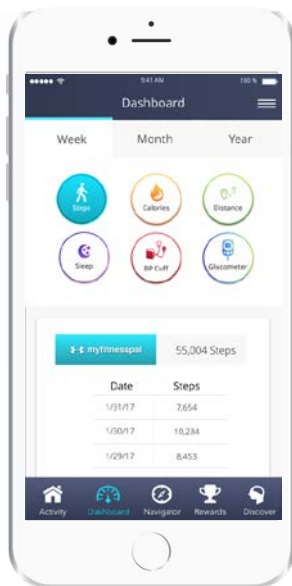 9:41 AM 100 %
Dashboard
Week Month Year
Steps Calories Distance
Sleep BP Cuff Glucometer
myfitnesspal 55,004 Steps
Date Steps
1/31/17 7,654
1/30/17 10,234
1/29/17 8,453
Activity Dashboard Navigator Rewards Discover